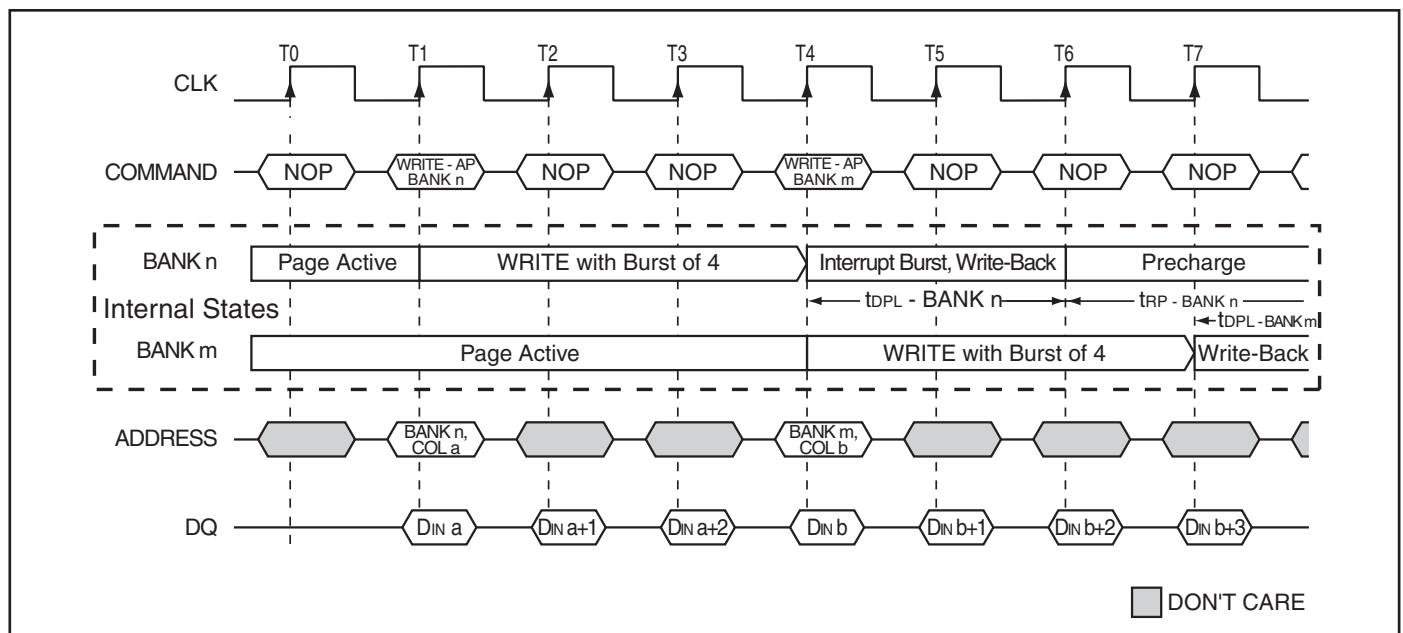 T0 T1 T2 T3 T4 T5 T6 T7
CLK
COMMAND NOP WRITE - AP BANK n NOP NOP WRITE - AP BANK m NOP NOP NOP
BANK n Page Active WRITE with Burst of 4 Interrupt Burst, Write-Back Precharge
Internal States tDPL - BANK n tRP - BANK n
tDPL - BANK m
BANK m Page Active WRITE with Burst of 4 Write-Back
ADDRESS BANK n, COL a BANK m, COL b
DQ DIN a DIN a+1 DIN a+2 DIN b DIN b+1 DIN b+2 DIN b+3
DON'T CARE